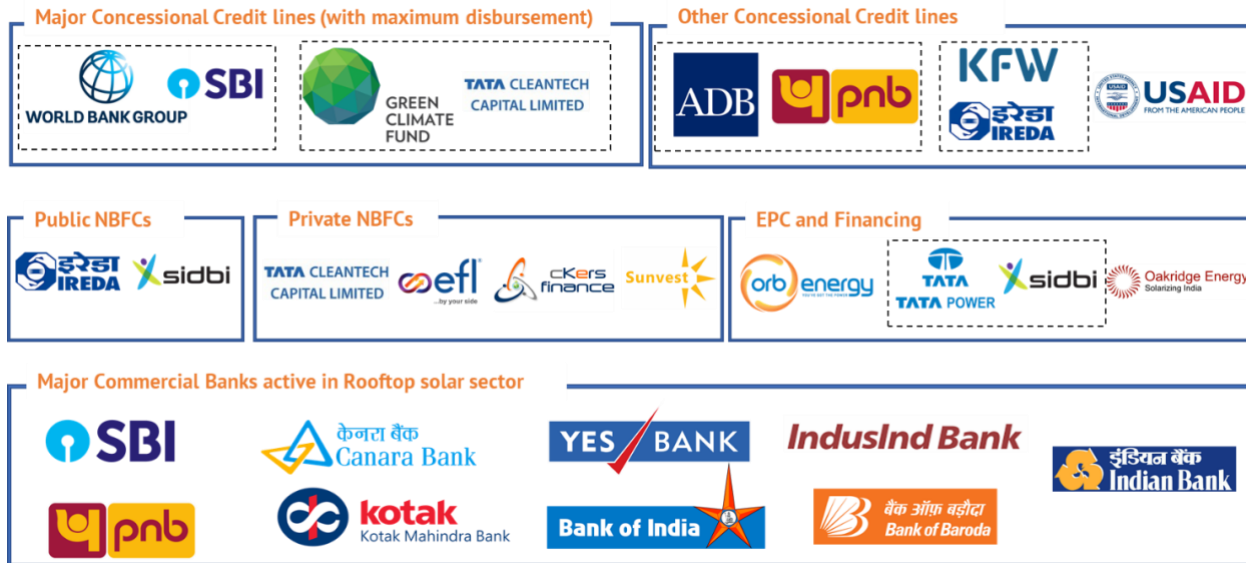 Major Concessional Credit lines (with maximum disbursement)
WORLD BANK GROUP
SBI
GREEN
CLIMATE
FUND
TATA CLEANTECH
CAPITAL LIMITED
Other Concessional Credit lines
ADB
pnb
KFW
इरेडा
IREDA
USAID
FROM THE AMERICAN PEOPLE
Public NBFCs
इरेडा
IREDA
sidbi
Private NBFCs
TATA CLEANTECH
CAPITAL LIMITED
efl
...by your side
cKers
finance
Sunvest
EPC and Financing
orb energy
YOU'VE GOT THE POWER
TATA
TATA POWER
sidbi
Oakridge Energy
Solarizing India
Major Commercial Banks active in Rooftop solar sector
SBI
केनरा बैंक
Canara Bank
YES BANK
IndusInd Bank
इंडियन बैंक
Indian Bank
pnb
kotak
Kotak Mahindra Bank
Bank of India
बैंक ऑफ़ बड़ौदा
Bank of Baroda